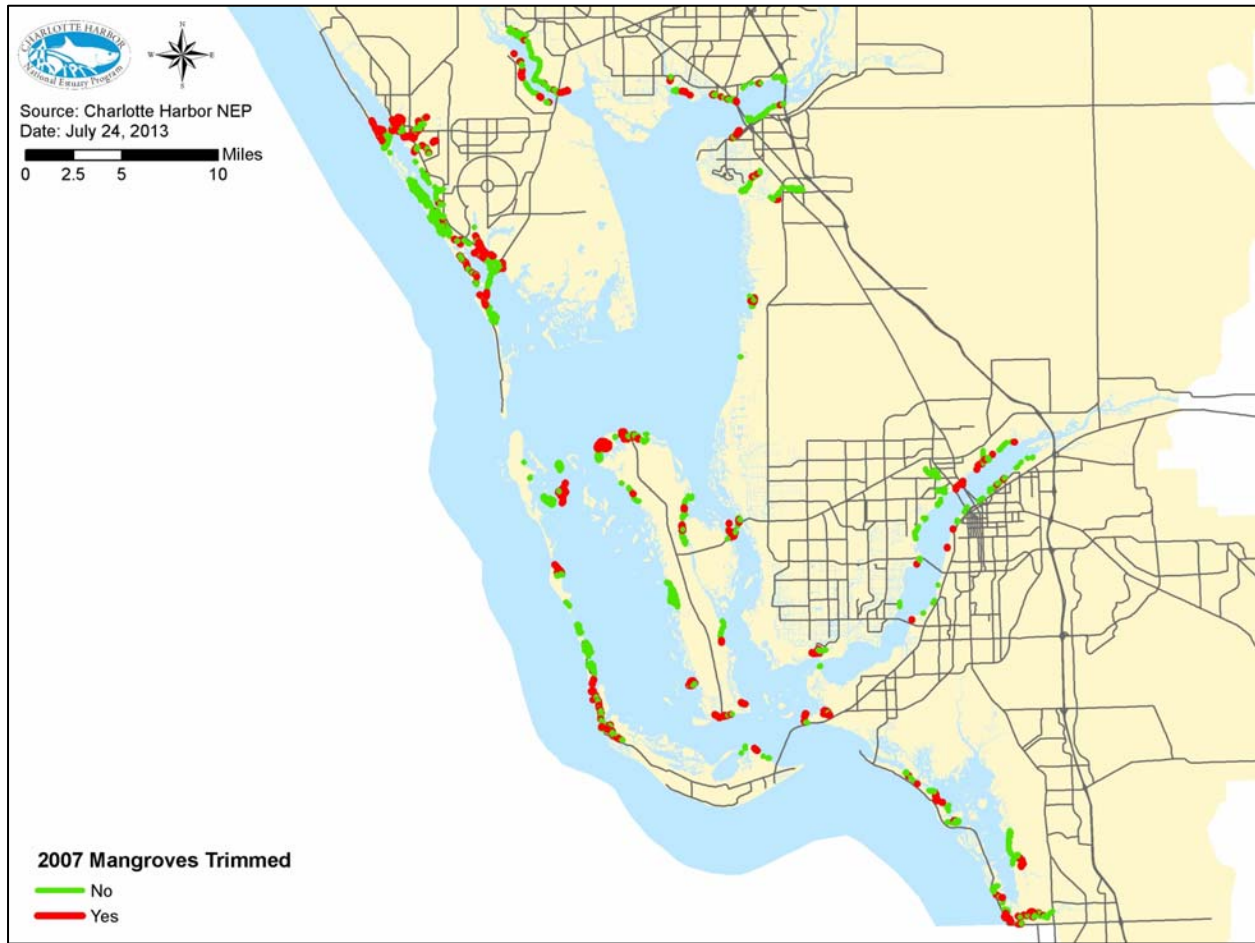 CHARLOTTE HARBOR
National Estuary Program
N
W
E
S
Source: Charlotte Harbor NEP
Date: July 24, 2013
Miles
0 2.5 5 10
2007 Mangroves Trimmed
No
Yes